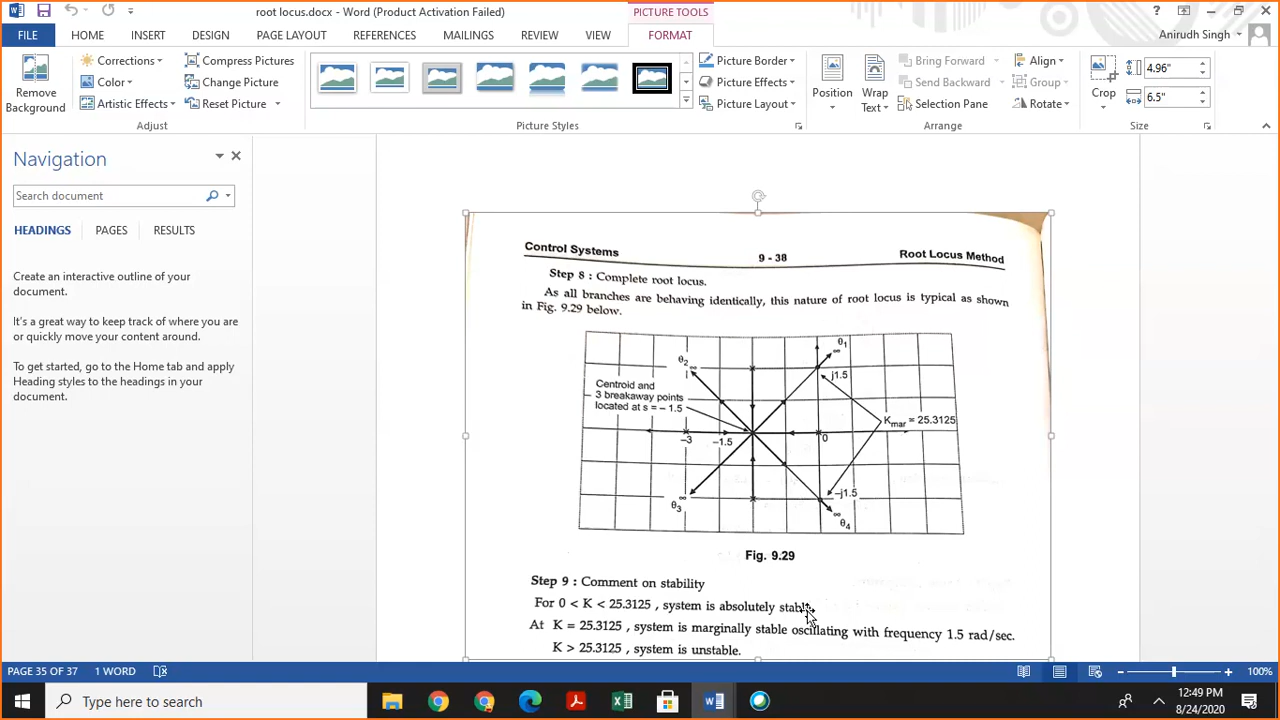 root locus.docx - Word (Product Activation Failed)
PICTURE TOOLS
FILE HOME INSERT DESIGN PAGE LAYOUT REFERENCES MAILINGS REVIEW VIEW FORMAT
Anirudh Singh
Remove Background
Corrections
Color
Artistic Effects
Compress Pictures
Change Picture
Reset Picture
Adjust
Picture Styles
Picture Border
Picture Effects
Picture Layout
Position
Wrap Text
Bring Forward
Send Backward
Selection Pane
Align
Group
Rotate
Arrange
Crop
4.96"
6.5"
Size
Navigation
Search document
HEADINGS PAGES RESULTS
Create an interactive outline of your
document.
It's a great way to keep track of where you are
or quickly move your content around.
To get started, go to the Home tab and apply
Heading styles to the headings in your
document.
Control Systems 9 - 38 Root Locus Method
Step 8 : Complete root locus.
As all branches are behaving identically, this nature of root locus is typical as shown
in Fig. 9.29 below.
θ1
∞
θ2
∞
j1.5
Centroid and
3 breakaway points
located at s = – 1.5
Kmar = 25.3125
–3 –1.5 0
–j1.5
∞
θ3
∞
θ4
Fig. 9.29
Step 9 : Comment on stability
For 0 < K < 25.3125 , system is absolutely stable
At K = 25.3125 , system is marginally stable oscillating with frequency 1.5 rad/sec.
K > 25.3125 , system is unstable.
PAGE 35 OF 37 1 WORD
100%
Type here to search
12:49 PM
8/24/2020